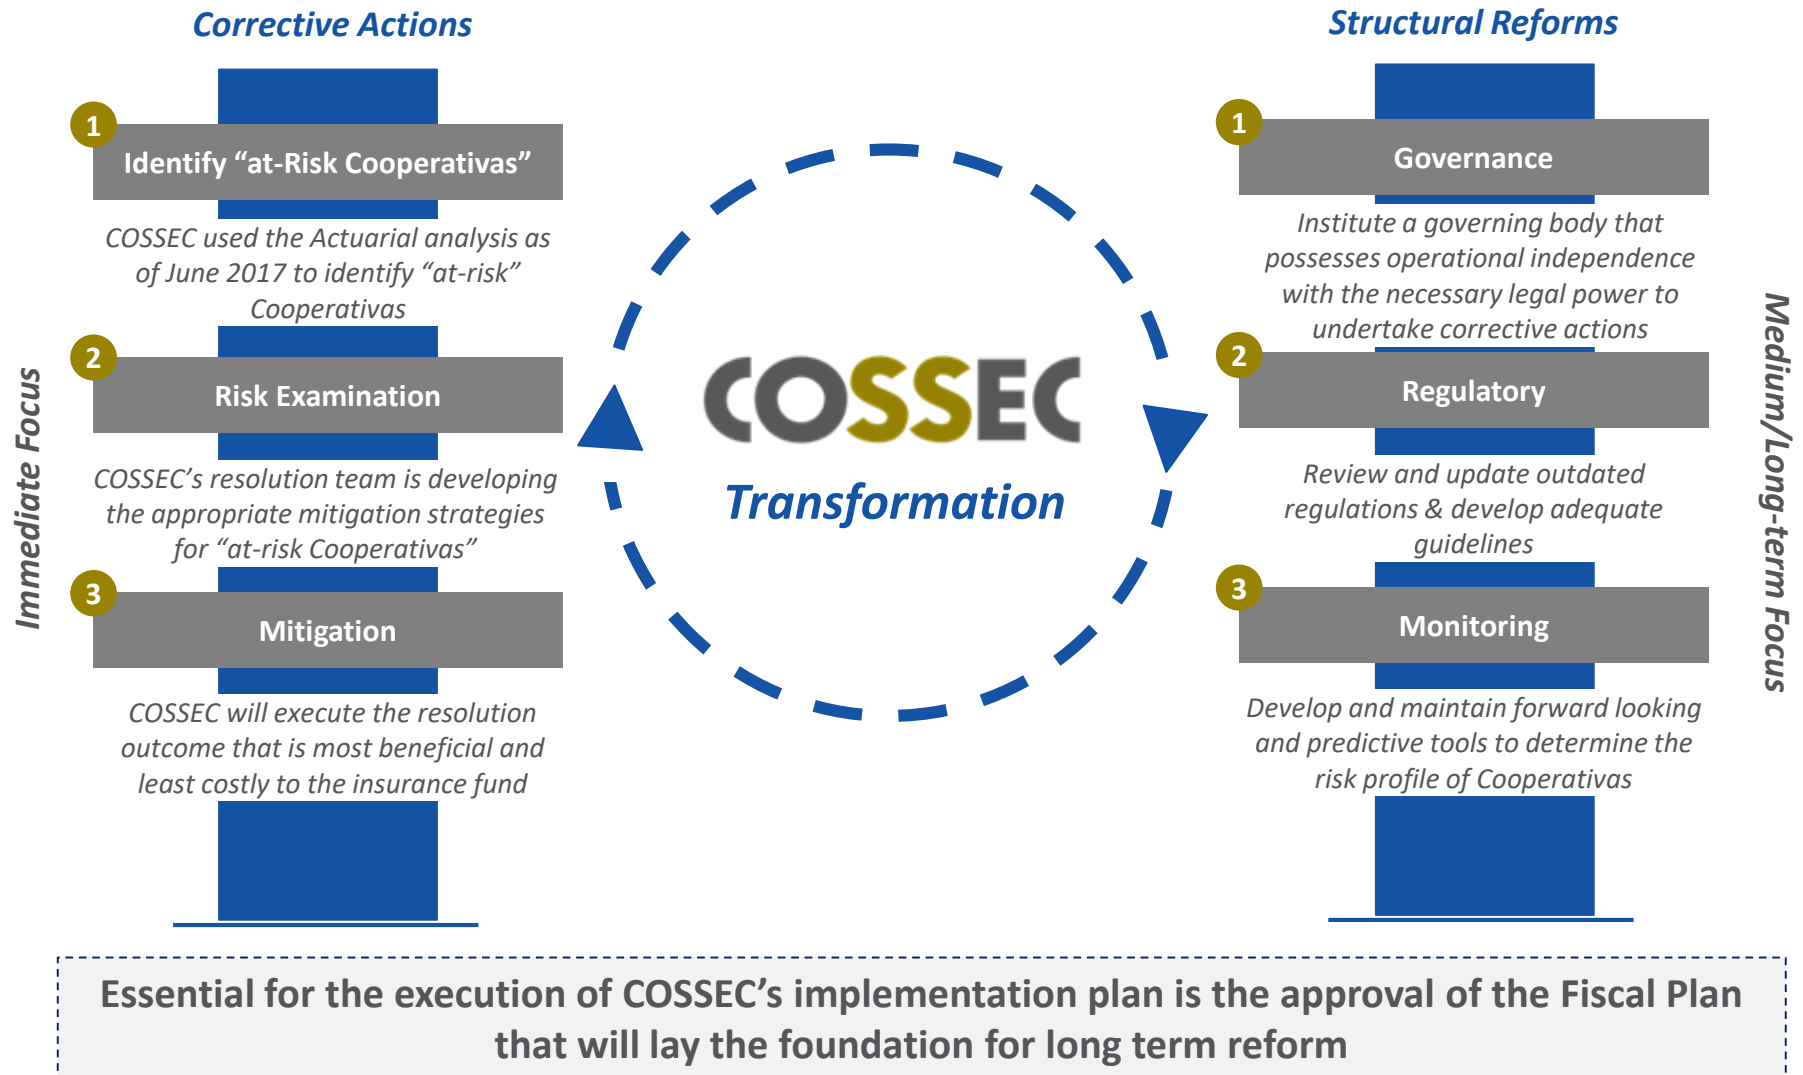 Corrective Actions
Immediate Focus
1
Identify “at-Risk Cooperativas”
COSSEC used the Actuarial analysis as
of June 2017 to identify “at-risk”
Cooperativas
2
Risk Examination
COSSEC’s resolution team is developing
the appropriate mitigation strategies
for “at-risk Cooperativas”
3
Mitigation
COSSEC will execute the resolution
outcome that is most beneficial and
least costly to the insurance fund
COSSEC
Transformation
Structural Reforms
1
Governance
Institute a governing body that
possesses operational independence
with the necessary legal power to
undertake corrective actions
2
Regulatory
Review and update outdated
regulations & develop adequate
guidelines
3
Monitoring
Develop and maintain forward looking
and predictive tools to determine the
risk profile of Cooperativas
Medium/Long-term Focus
Essential for the execution of COSSEC’s implementation plan is the approval of the Fiscal Plan
that will lay the foundation for long term reform